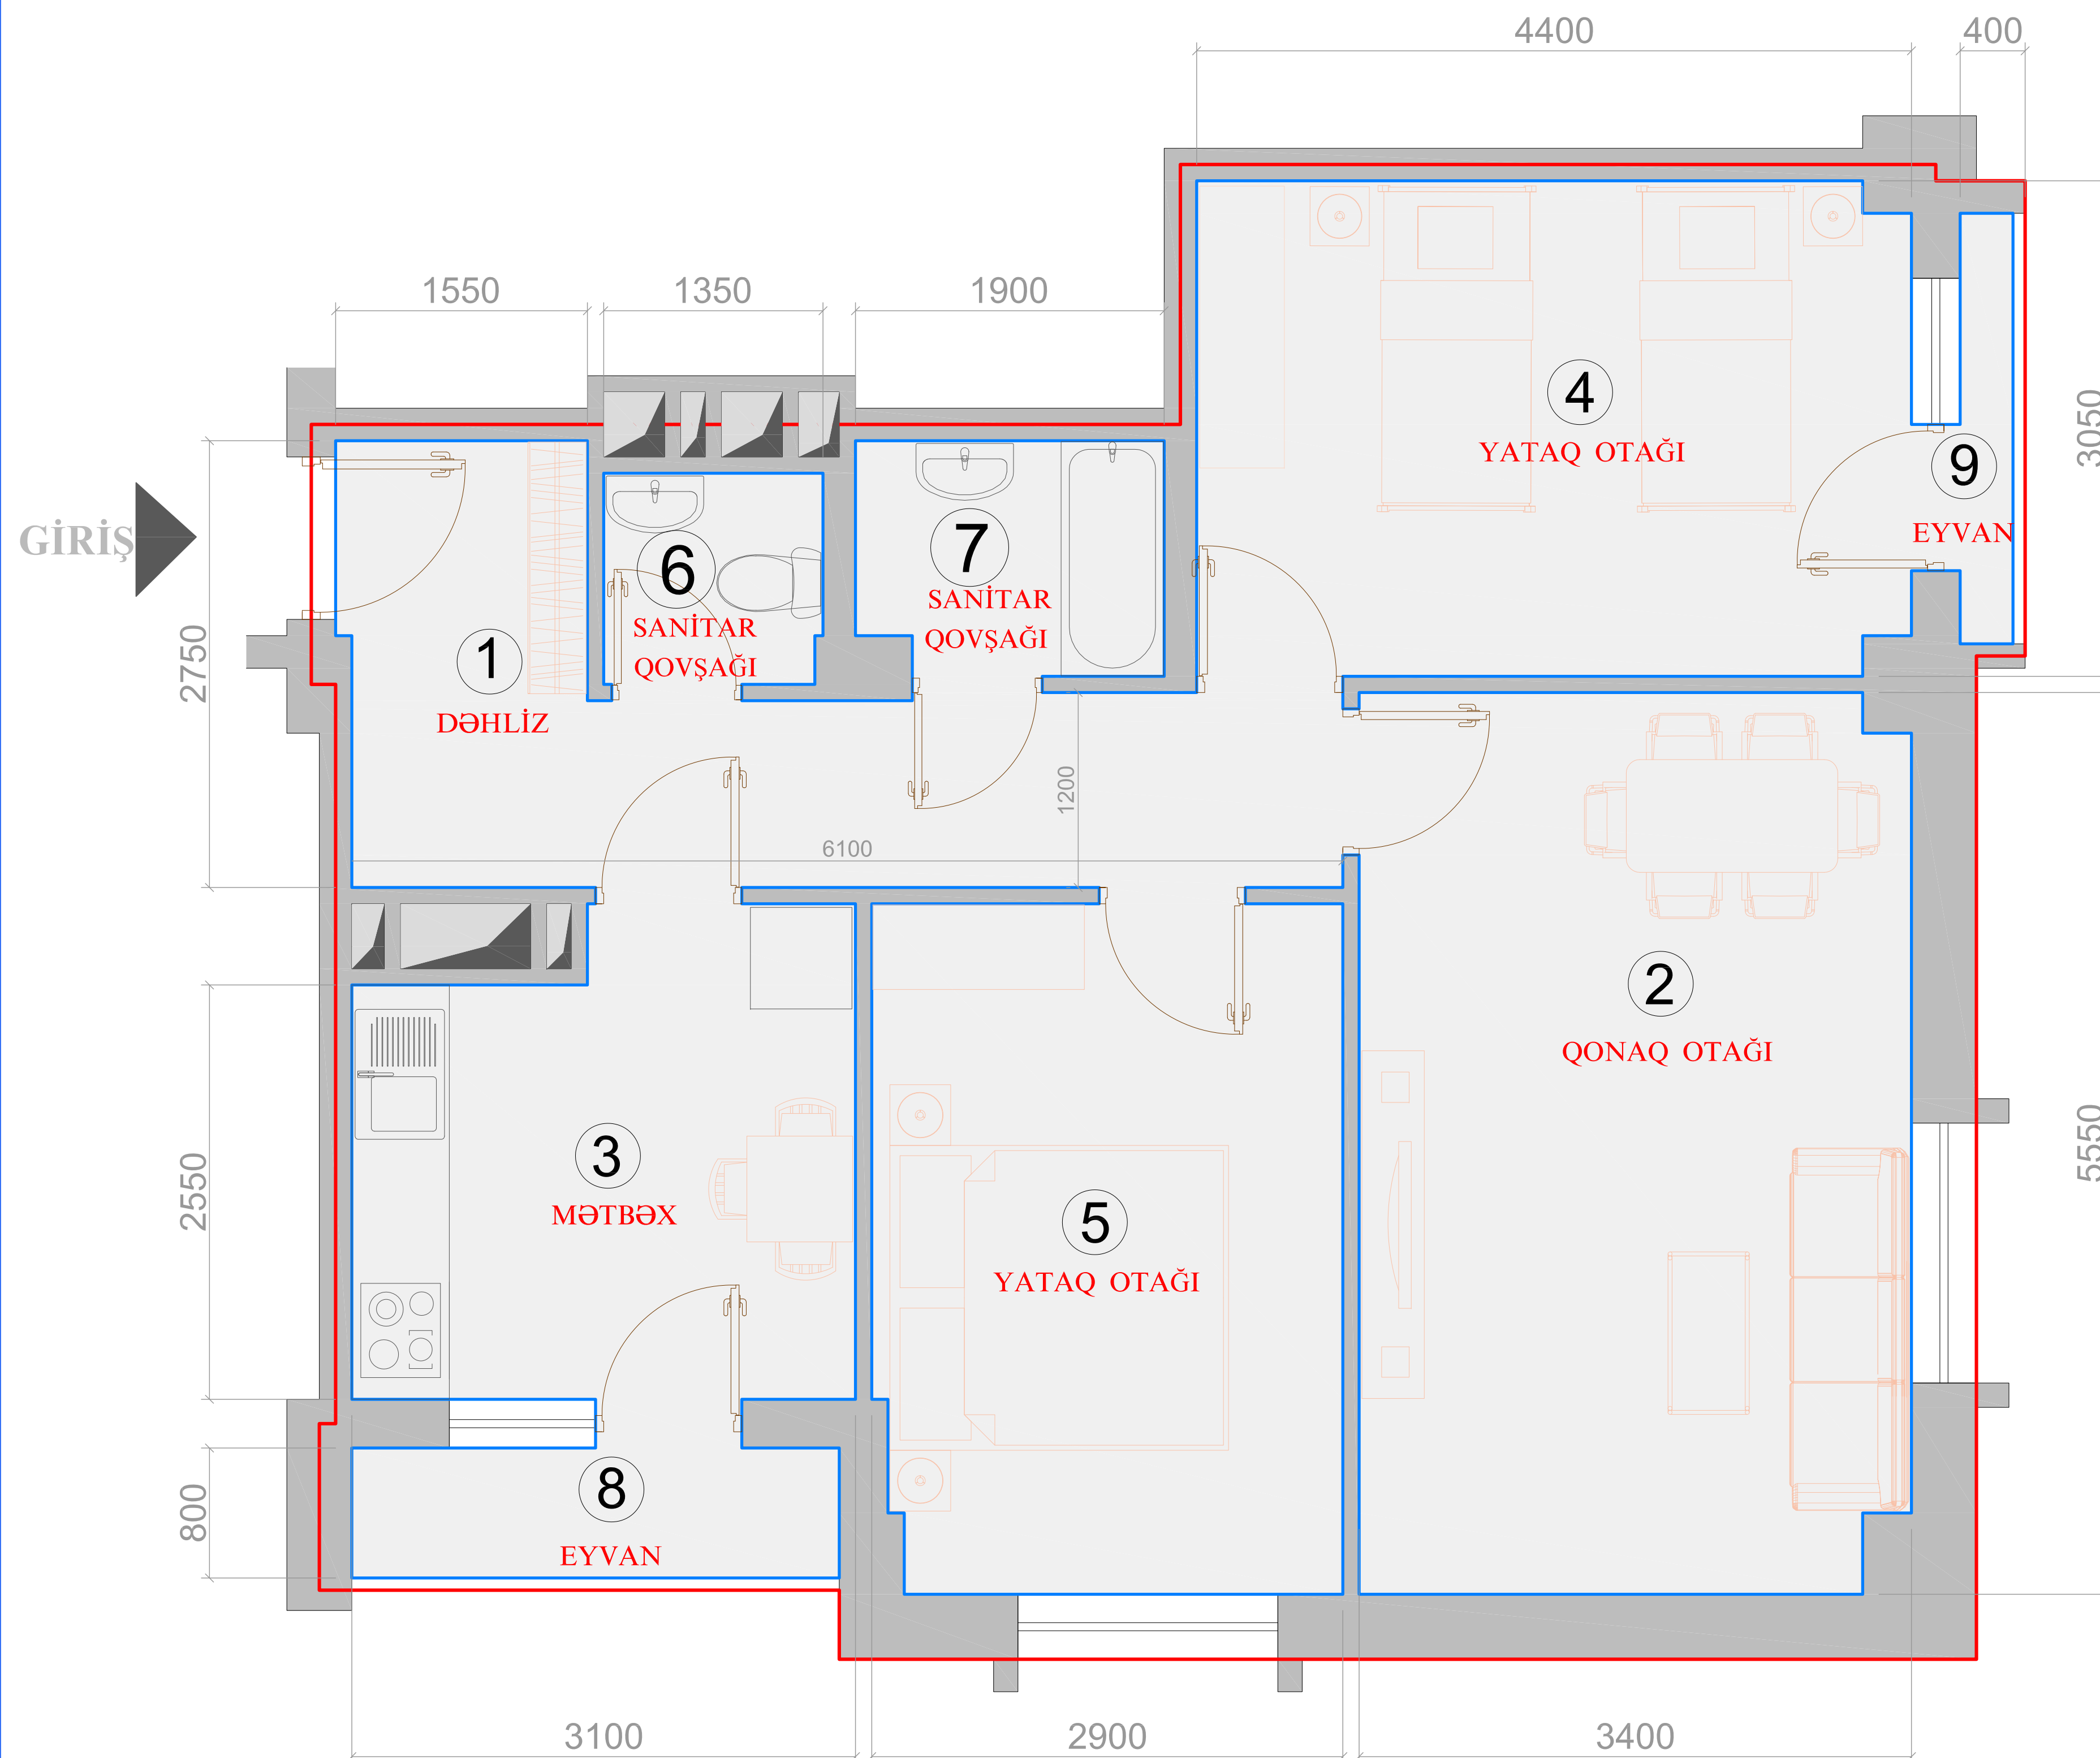 4400
400
1550
1350
1900
4
YATAQ OTAĞI
3050
9
EYVAN
GİRİŞ
6
SANİTAR
QOVŞAĞI
7
SANİTAR
QOVŞAĞI
1
DƏHLİZ
2750
1200
6100
2
QONAQ OTAĞI
5550
3
MƏTBƏX
2550
5
YATAQ OTAĞI
8
EYVAN
800
3100
2900
3400